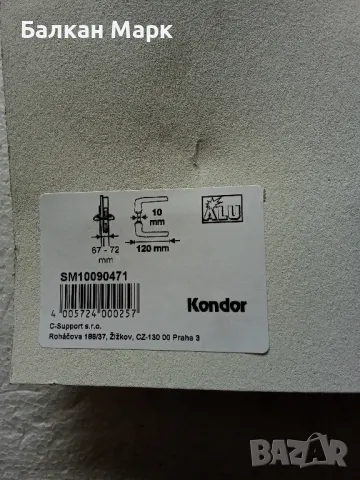 Балкан Марк
10
mm
ALU
67 - 72
mm
120 mm
SM10090471
4 005724 000257
Kondor
C-Support s.r.o.
Roháčova 188/37, Žižkov, CZ-130 00 Praha 3
BAZAR